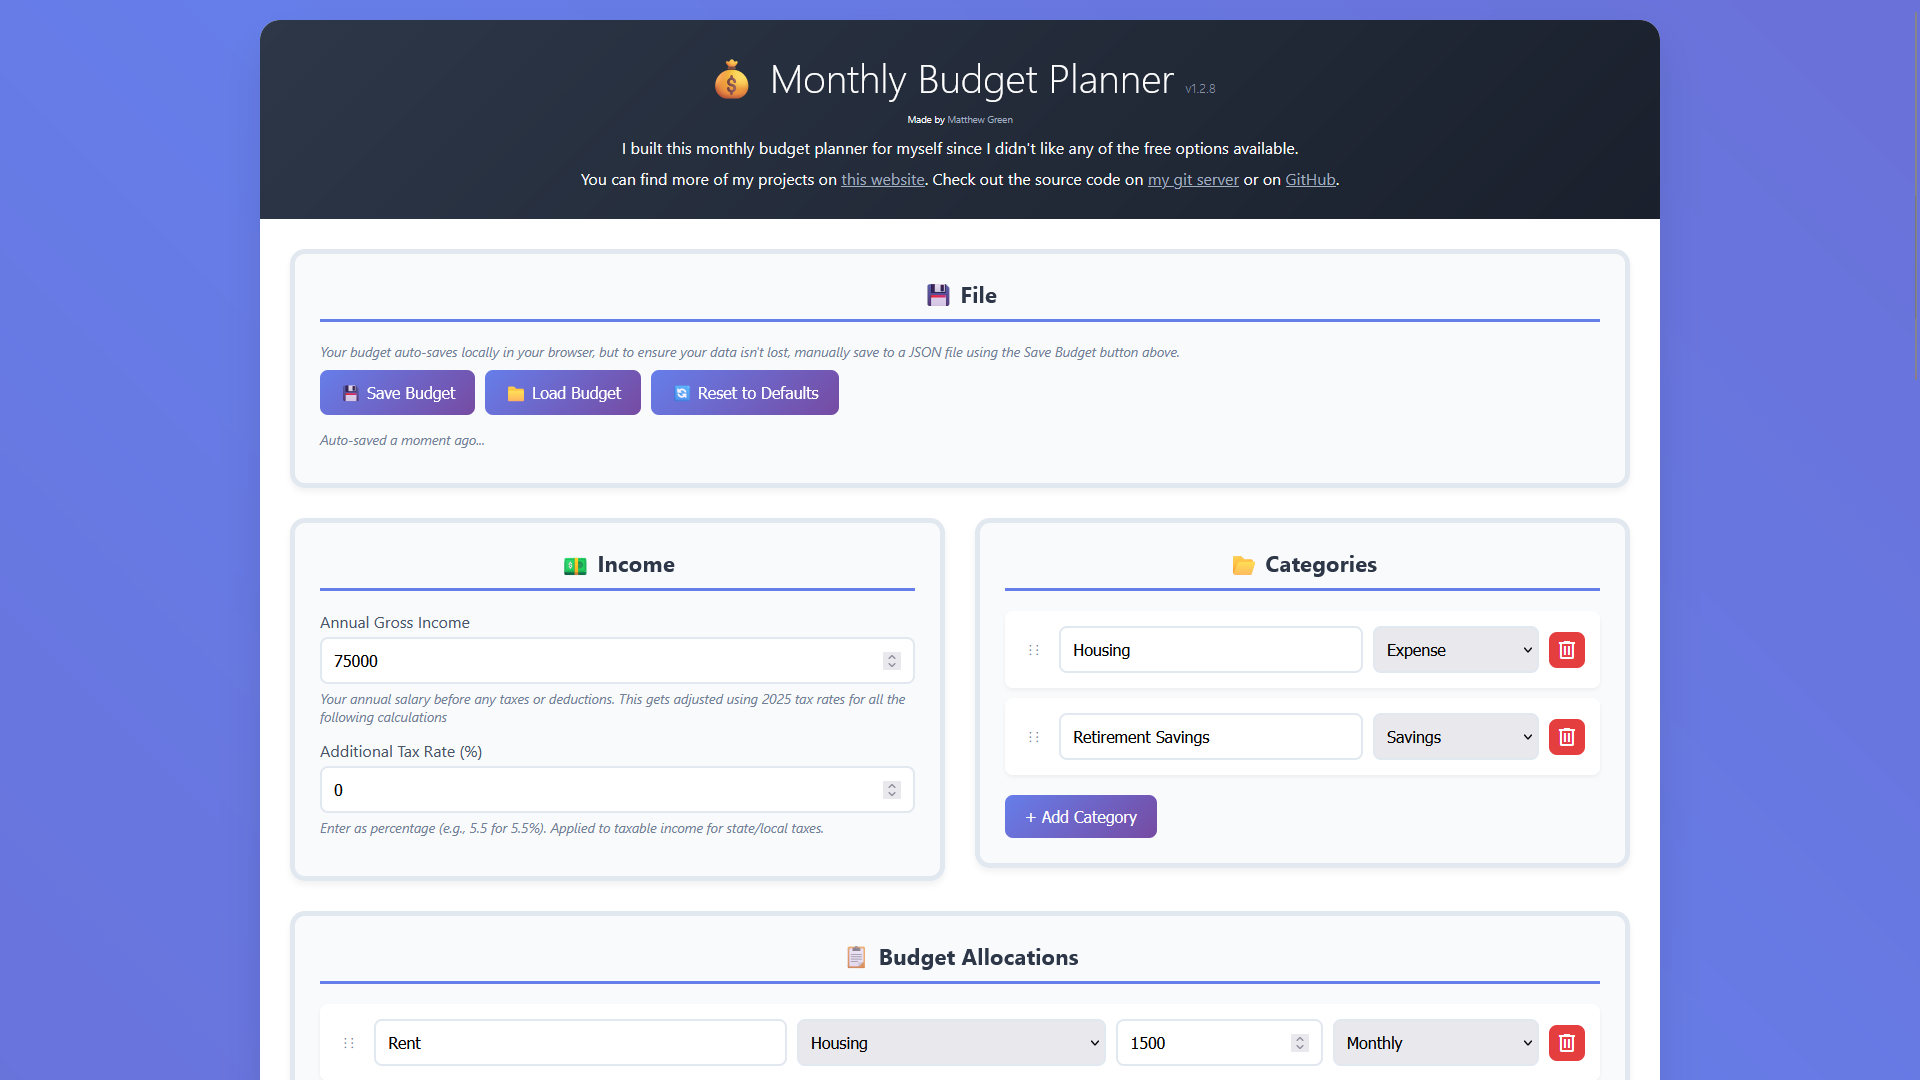 Monthly Budget Planner v1.2.8
Made by Matthew Green
I built this monthly budget planner for myself since I didn't like any of the free options available.
You can find more of my projects on this website. Check out the source code on my git server or on GitHub.
File
Your budget auto-saves locally in your browser, but to ensure your data isn't lost, manually save to a JSON file using the Save Budget button above.
Save Budget Load Budget Reset to Defaults
Auto-saved a moment ago...
Income
Annual Gross Income
75000
Your annual salary before any taxes or deductions. This gets adjusted using 2025 tax rates for all the
following calculations
Additional Tax Rate (%)
0
Enter as percentage (e.g., 5.5 for 5.5%). Applied to taxable income for state/local taxes.
Categories
Housing Expense
Retirement Savings Savings
+ Add Category
Budget Allocations
Rent Housing 1500 Monthly